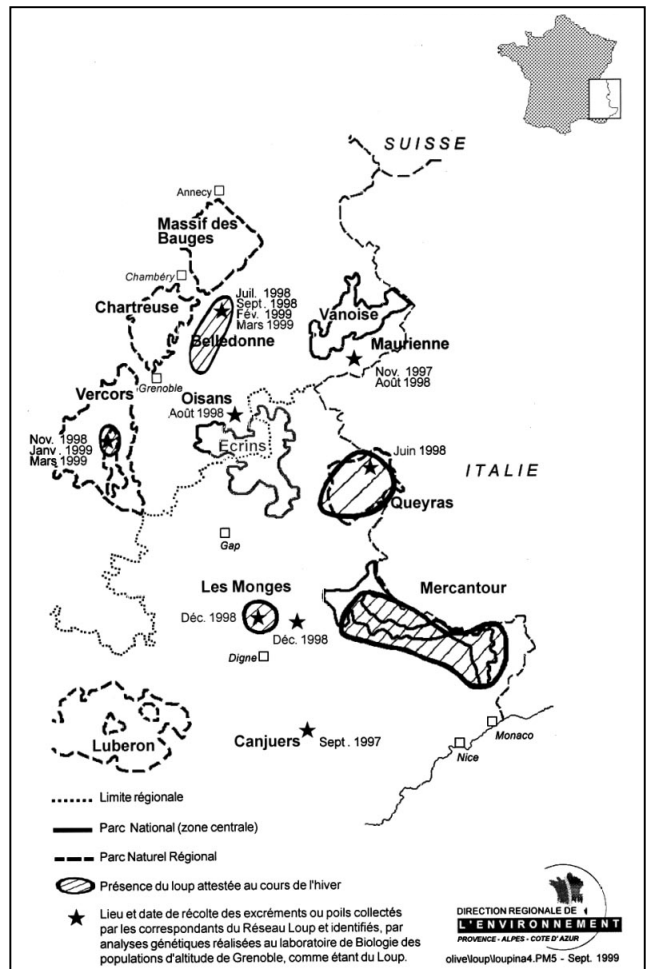 SUISSE
Annecy
Massif des
Bauges
Chambéry
Juil. 1998
Sept. 1998
Fév. 1999
Mars 1999
Chartreuse
Belledonne
Vanoise
Maurienne
Nov. 1997
Août 1998
Grenoble
Vercors
Oisans
Août 1998
Ecrins
Nov. 1998
Janv. 1999
Mars 1999
Juin 1998
ITALIE
Queyras
Gap
Les Monges
Mercantour
Déc. 1998
Déc. 1998
Digne
Luberon
Canjuers
Sept. 1997
Monaco
Nice
Limite régionale
Parc National (zone centrale)
Parc Naturel Régional
Présence du loup attestée au cours de l'hiver
Lieu et date de récolte des excréments ou poils collectés
par les correspondants du Réseau Loup et identifiés, par
analyses génétiques réalisées au laboratoire de Biologie des
populations d'altitude de Grenoble, comme étant du Loup.
DIRECTION REGIONALE DE
L'ENVIRONNEMENT
PROVENCE - ALPES - COTE D'AZUR
olive\loup\loupina4.PM5 - Sept. 1999